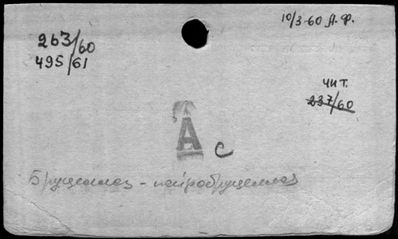 10/3-60 А.Ф.
263/60
495/61
чит.
237/60
А с
Бруцеллез - нейробруцеллез